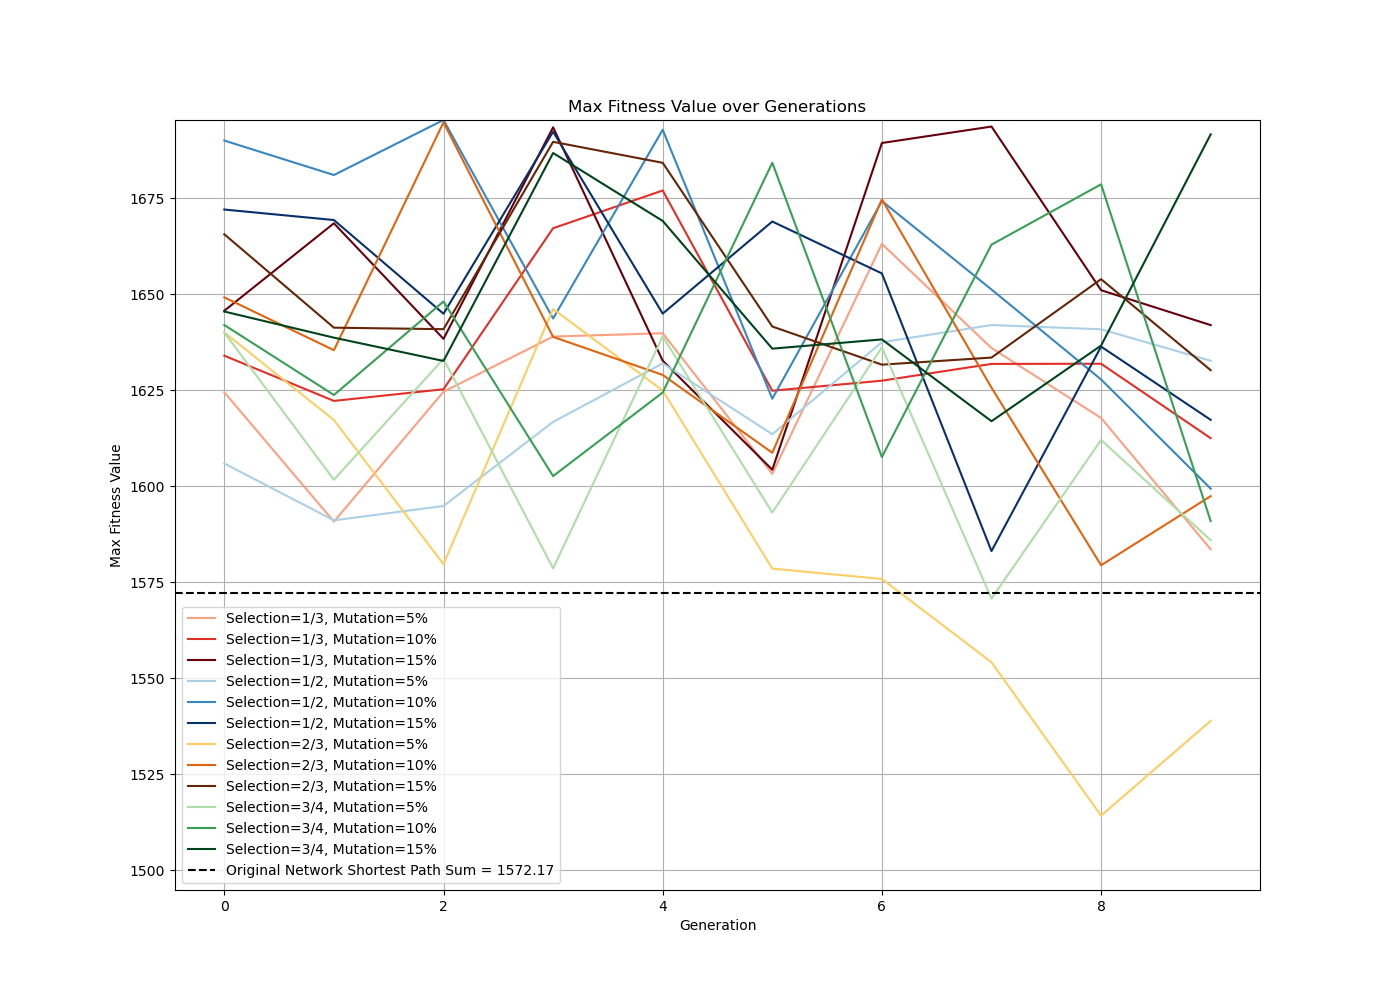 Max Fitness Value over Generations
Max Fitness Value
1675
1650
1625
1600
1575
1550
1525
1500
Selection=1/3, Mutation=5%
Selection=1/3, Mutation=10%
Selection=1/3, Mutation=15%
Selection=1/2, Mutation=5%
Selection=1/2, Mutation=10%
Selection=1/2, Mutation=15%
Selection=2/3, Mutation=5%
Selection=2/3, Mutation=10%
Selection=2/3, Mutation=15%
Selection=3/4, Mutation=5%
Selection=3/4, Mutation=10%
Selection=3/4, Mutation=15%
Original Network Shortest Path Sum = 1572.17
0 2 4 6 8
Generation